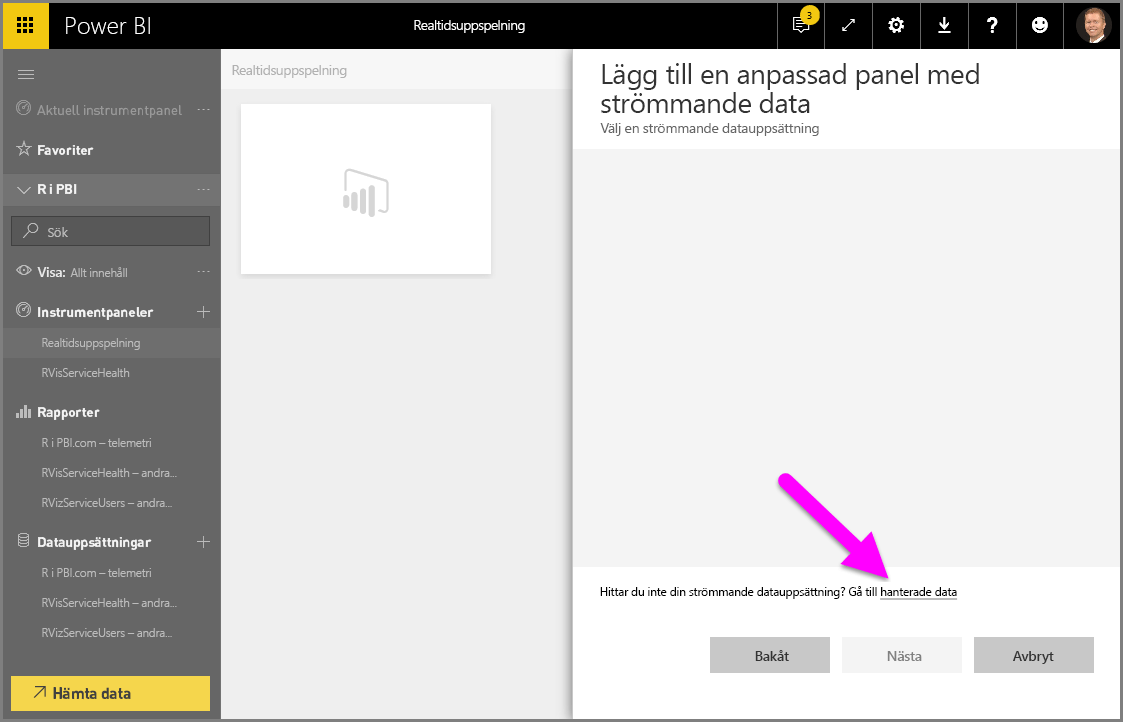 Power BI
Realtidsuppspelning
3
?
Aktuell instrumentpanel ...
Favoriter
R i PBI ...
Sök
Visa: Allt innehåll ...
Instrumentpaneler +
Realtidsuppspelning
RVisServiceHealth
Rapporter
R i PBI.com – telemetri
RVisServiceHealth – andra...
RVizServiceUsers – andra...
Datauppsättningar +
R i PBI.com – telemetri
RVisServiceHealth – andra...
RVizServiceUsers – andra...
Hämta data
Realtidsuppspelning
Lägg till en anpassad panel med
strömmande data
Välj en strömmande datauppsättning
Hittar du inte din strömmande datauppsättning? Gå till hanterade data
Bakåt
Nästa
Avbryt